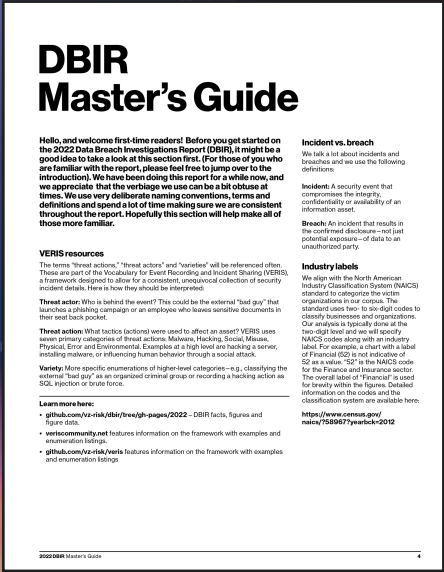 DBIR
Master's Guide
Hello, and welcome first-time readers! Before you get started on
the 2022 Data Breach Investigations Report (DBIR), it might be a
good idea to take a look at this section first. (For those of you who
are familiar with the report, please feel free to jump over to the
introduction). We have been doing this report for a while now, and
we appreciate that the verbiage we use can be a bit obtuse at
times. We use very deliberate naming conventions, terms and
definitions and spend a lot of time making sure we are consistent
throughout the report. Hopefully this section will help make all of
those more familiar.
VERIS resources
The terms “threat actions,” “threat actors” and “varieties” will be referenced often.
These are part of the Vocabulary for Event Recording and Incident Sharing (VERIS),
a framework designed to allow for a consistent, unequivocal collection of security
incident details. Here is how they should be interpreted:
Threat actor: Who is behind the event? This could be the external “bad guy” that
launches a phishing campaign or an employee who leaves sensitive documents in
their seat back pocket.
Threat action: What tactics (actions) were used to affect an asset? VERIS uses
seven primary categories of threat actions: Malware, Hacking, Social, Misuse,
Physical, Error and Environmental. Examples at a high level are hacking a server,
installing malware, or influencing human behavior through a social attack.
Variety: More specific enumerations of higher-level categories—e.g., classifying the
external “bad guy” as an organized criminal group or recording a hacking action as
SQL injection or brute force.
Learn more here:
• github.com/vz-risk/dbir/tree/gh-pages/2022 – DBIR facts, figures and
figure data.
• veriscommunity.net features information on the framework with examples and
enumeration listings.
• github.com/vz-risk/veris features information on the framework with examples
and enumeration listings
Incident vs. breach
We talk a lot about incidents and
breaches and we use the following
definitions:
Incident: A security event that
compromises the integrity,
confidentiality or availability of an
information asset.
Breach: An incident that results in
the confirmed disclosure—not just
potential exposure—of data to an
unauthorized party.
Industry labels
We align with the North American
Industry Classification System (NAICS)
standard to categorize the victim
organizations in our corpus. The
standard uses two- to six-digit codes to
classify businesses and organizations.
Our analysis is typically done at the
two-digit level and we will specify
NAICS codes along with an industry
label. For example, a chart with a label
of Financial (52) is not indicative of
52 as a value. “52” is the NAICS code
for the Finance and Insurance sector.
The overall label of “Financial” is used
for brevity within the figures. Detailed
information on the codes and the
classification system are available here:
https://www.census.gov/
naics/?58967?yearbck=2012
2022 DBIR Master's Guide
4